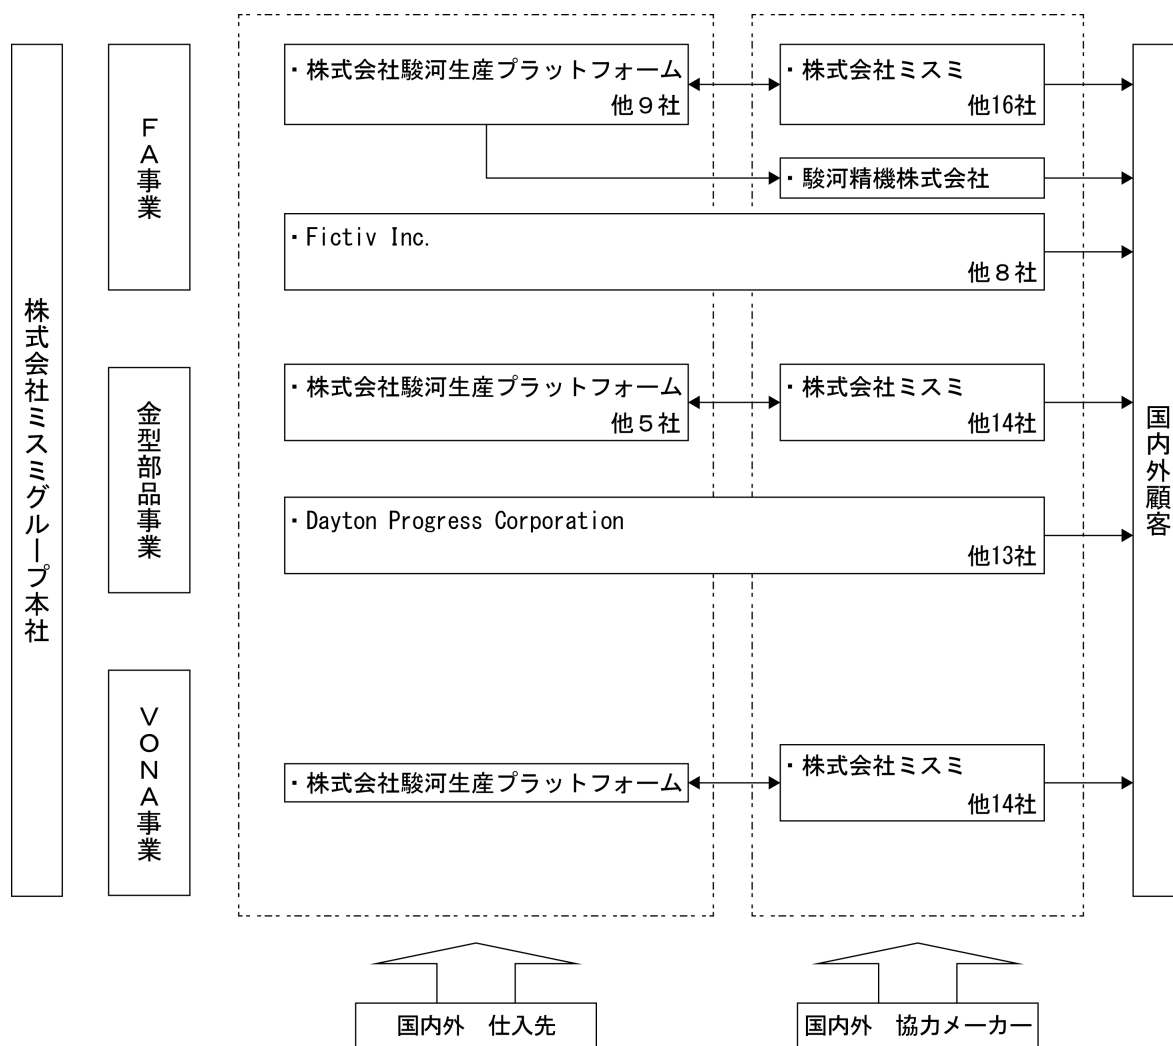 株式会社ミスミグループ本社
ＦＡ事業
・株式会社駿河生産プラットフォーム
他９社
・株式会社ミスミ
他16社
・駿河精機株式会社
・Fictiv Inc.
他８社
金型部品事業
・株式会社駿河生産プラットフォーム
他５社
・株式会社ミスミ
他14社
・Dayton Progress Corporation
他13社
ＶＯＮＡ事業
・株式会社駿河生産プラットフォーム
・株式会社ミスミ
他14社
国内外顧客
国内外　仕入先
国内外　協力メーカー